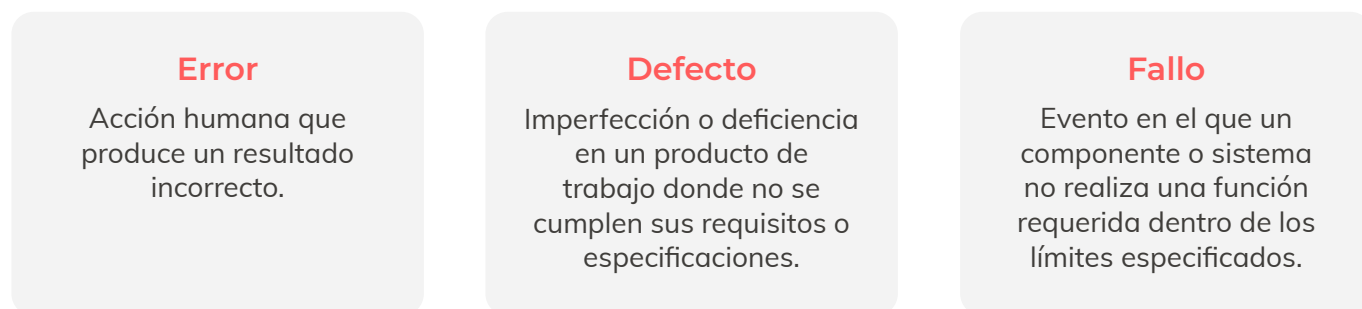 Error
Acción humana que
produce un resultado
incorrecto.
Defecto
Imperfección o deficiencia
en un producto de
trabajo donde no se
cumplen sus requisitos o
especificaciones.
Fallo
Evento en el que un
componente o sistema
no realiza una función
requerida dentro de los
límites especificados.